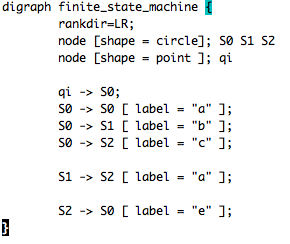 digraph finite_state_machine {
rankdir=LR;
node [shape = circle]; S0 S1 S2
node [shape = point ]; qi
qi -> S0;
S0 -> S0 [ label = "a" ];
S0 -> S1 [ label = "b" ];
S0 -> S2 [ label = "c" ];
S1 -> S2 [ label = "a" ];
S2 -> S0 [ label = "e" ];
}